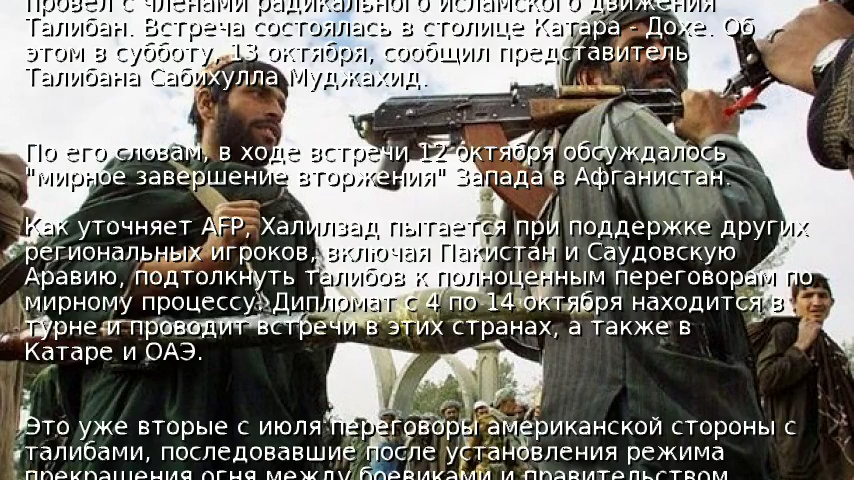 провел с членами радикального исламского движения
Талибан. Встреча состоялась в столице Катара - Дохе. Об
этом в субботу, 13 октября, сообщил представитель
Талибана Сабихулла Муджахид.
По его словам, в ходе встречи 12 октября обсуждалось
"мирное завершение вторжения" Запада в Афганистан.
Как уточняет AFP, Халилзад пытается при поддержке других
региональных игроков, включая Пакистан и Саудовскую
Аравию, подтолкнуть талибов к полноценным переговорам по
мирному процессу. Дипломат с 4 по 14 октября находится в
турне и проводит встречи в этих странах, а также в
Катаре и ОАЭ.
Это уже вторые с июля переговоры американской стороны с
талибами, последовавшие после установления режима
прекращения огня между боевиками и правительством